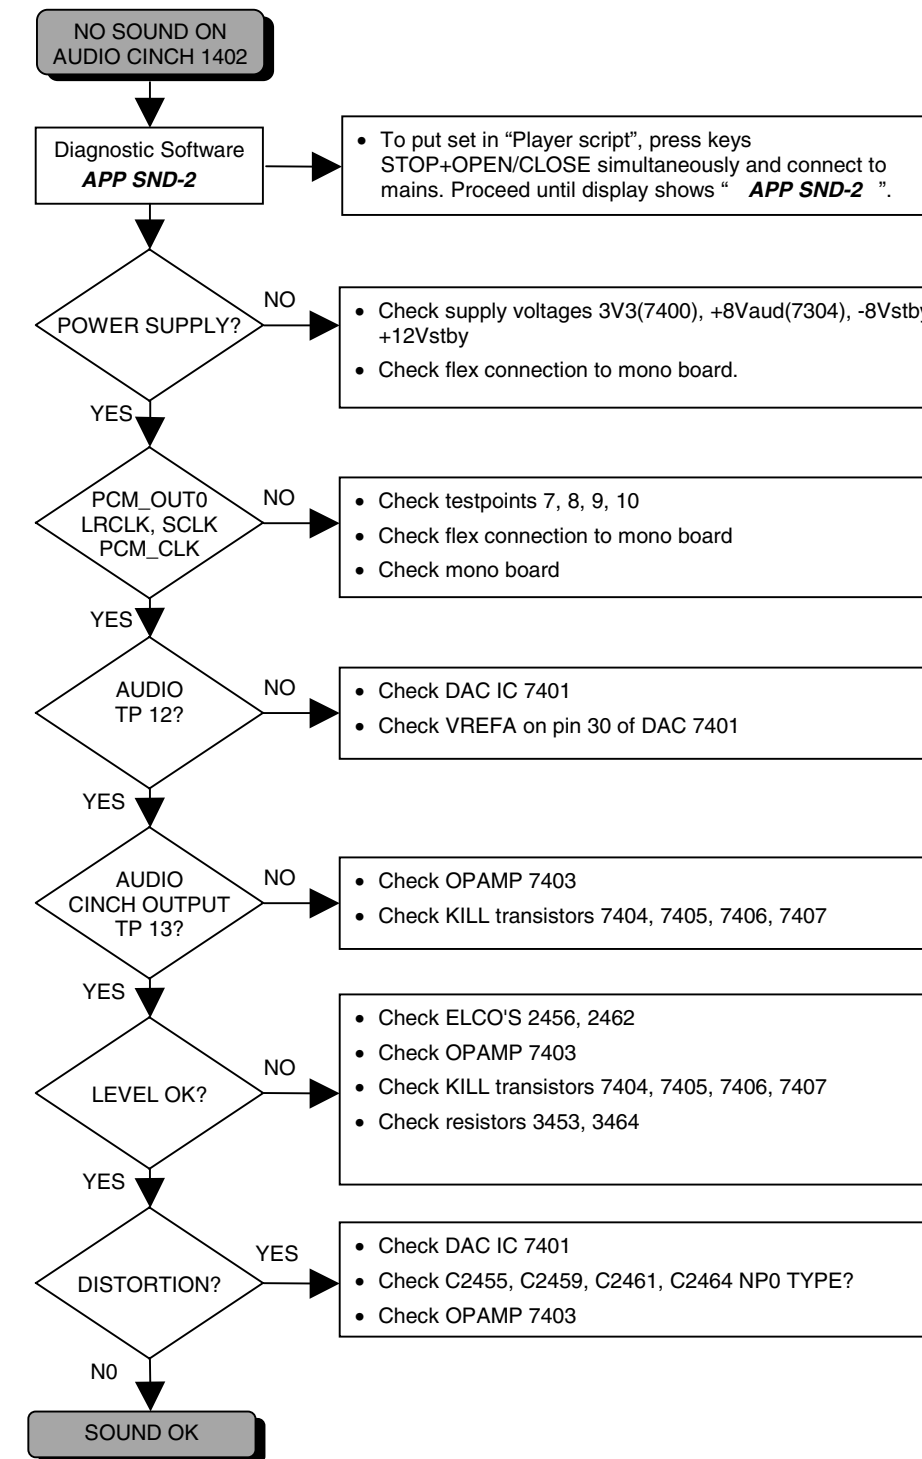 NO SOUND ON
AUDIO CINCH 1402
Diagnostic Software
APP SND-2
• To put set in “Player script”, press keys
STOP+OPEN/CLOSE simultaneously and connect to
mains. Proceed until display shows “ APP SND-2 ”.
POWER SUPPLY?
NO
• Check supply voltages 3V3(7400), +8Vaud(7304), -8Vstby
+12Vstby
• Check flex connection to mono board.
YES
PCM_OUT0
LRCLK, SCLK
PCM_CLK
NO
• Check testpoints 7, 8, 9, 10
• Check flex connection to mono board
• Check mono board
YES
AUDIO
TP 12?
NO
• Check DAC IC 7401
• Check VREFA on pin 30 of DAC 7401
YES
AUDIO
CINCH OUTPUT
TP 13?
NO
• Check OPAMP 7403
• Check KILL transistors 7404, 7405, 7406, 7407
YES
LEVEL OK?
NO
• Check ELCO'S 2456, 2462
• Check OPAMP 7403
• Check KILL transistors 7404, 7405, 7406, 7407
• Check resistors 3453, 3464
YES
DISTORTION?
YES
• Check DAC IC 7401
• Check C2455, C2459, C2461, C2464 NP0 TYPE?
• Check OPAMP 7403
N0
SOUND OK